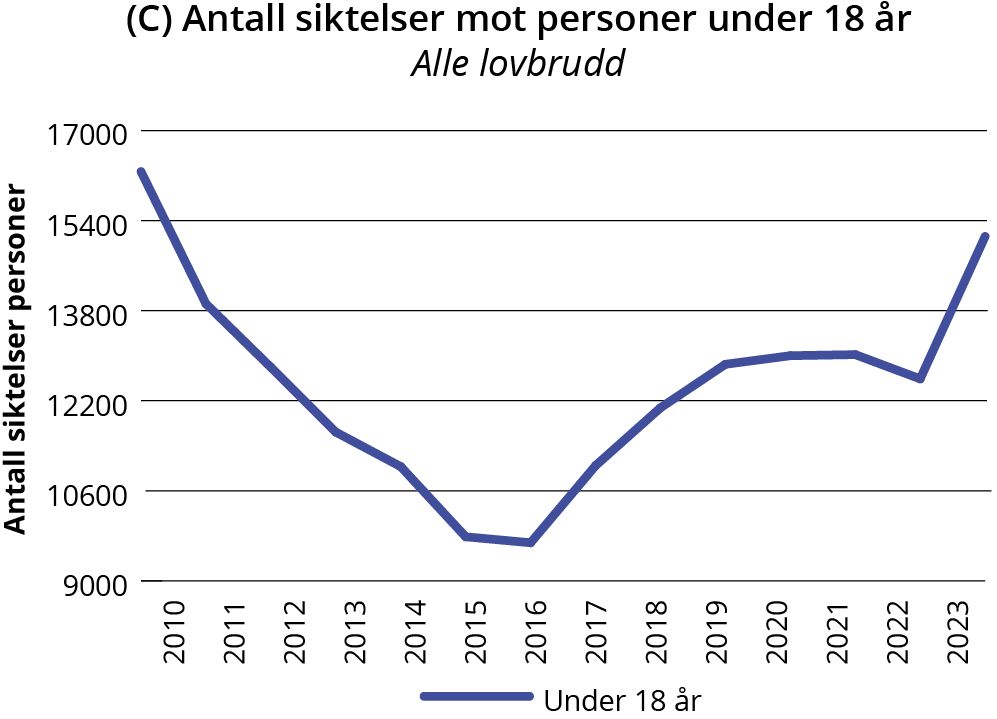 (C) Antall siktelser mot personer under 18 år
Alle lovbrudd
Antall siktelser personer
17000
15400
13800
12200
10600
9000
2010 2011 2012 2013 2014 2015 2016 2017 2018 2019 2020 2021 2022 2023
Under 18 år